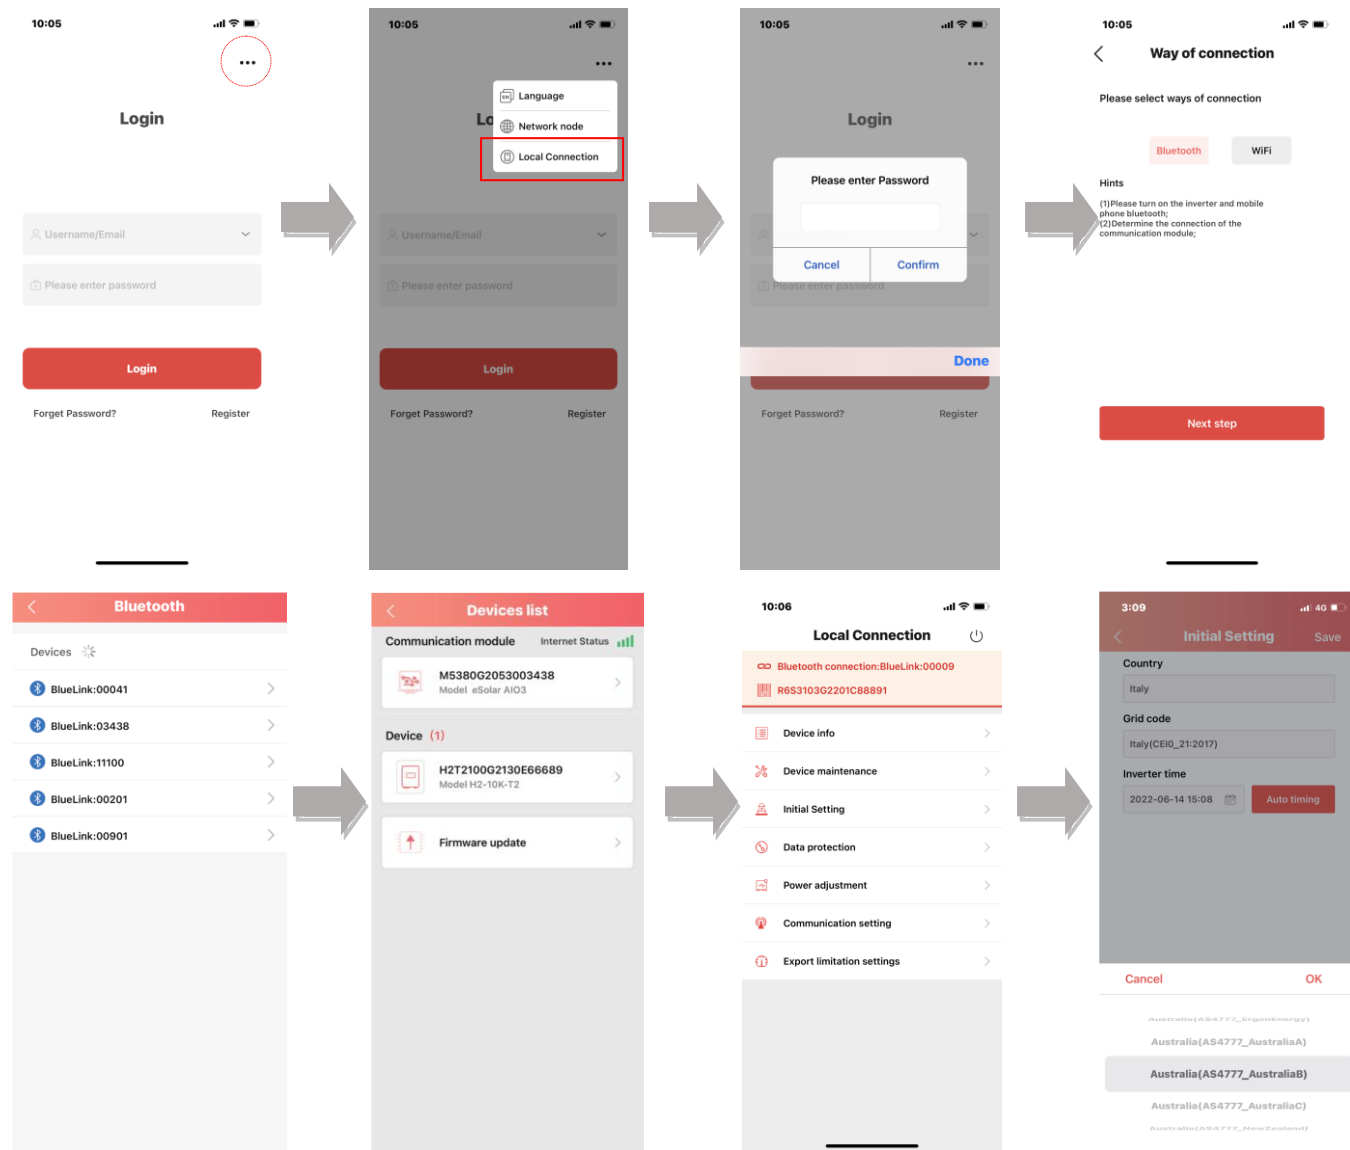 10:05
Login
Username/Email
Please enter password
Login
Forget Password?
Register
10:05
Language
Lo
Network node
Local Connection
Username/Email
Please enter password
Login
Forget Password?
Register
10:05
Login
Please enter Password
Cancel
Confirm
Please enter password
Done
Forget Password?
Register
10:05
Way of connection
Please select ways of connection
Bluetooth
WiFi
Hints
(1)Please turn on the inverter and mobile
phone bluetooth;
(2)Determine the connection of the
communication module;
Next step
Bluetooth
Devices
BlueLink:00041
BlueLink:03438
BlueLink:11100
BlueLink:00201
BlueLink:00901
Devices list
Communication module
Internet Status
M5380G2053003438
Model eSolar AIO3
Device (1)
H2T2100G2130E66689
Model H2-10K-T2
Firmware update
10:06
Local Connection
Bluetooth connection:BlueLink:00009
R6S3103G2201C88891
Device info
Device maintenance
Initial Setting
Data protection
Power adjustment
Communication setting
Export limitation settings
3:09
4G
Initial Setting
Save
Country
Italy
Grid code
Italy(CEI0_21:2017)
Inverter time
2022-06-14 15:08
Auto timing
Cancel
OK
Australia(AS4777_ErgonEnergy)
Australia(AS4777_AustraliaA)
Australia(AS4777_AustraliaB)
Australia(AS4777_AustraliaC)
Australia(AS4777_NewZealand)